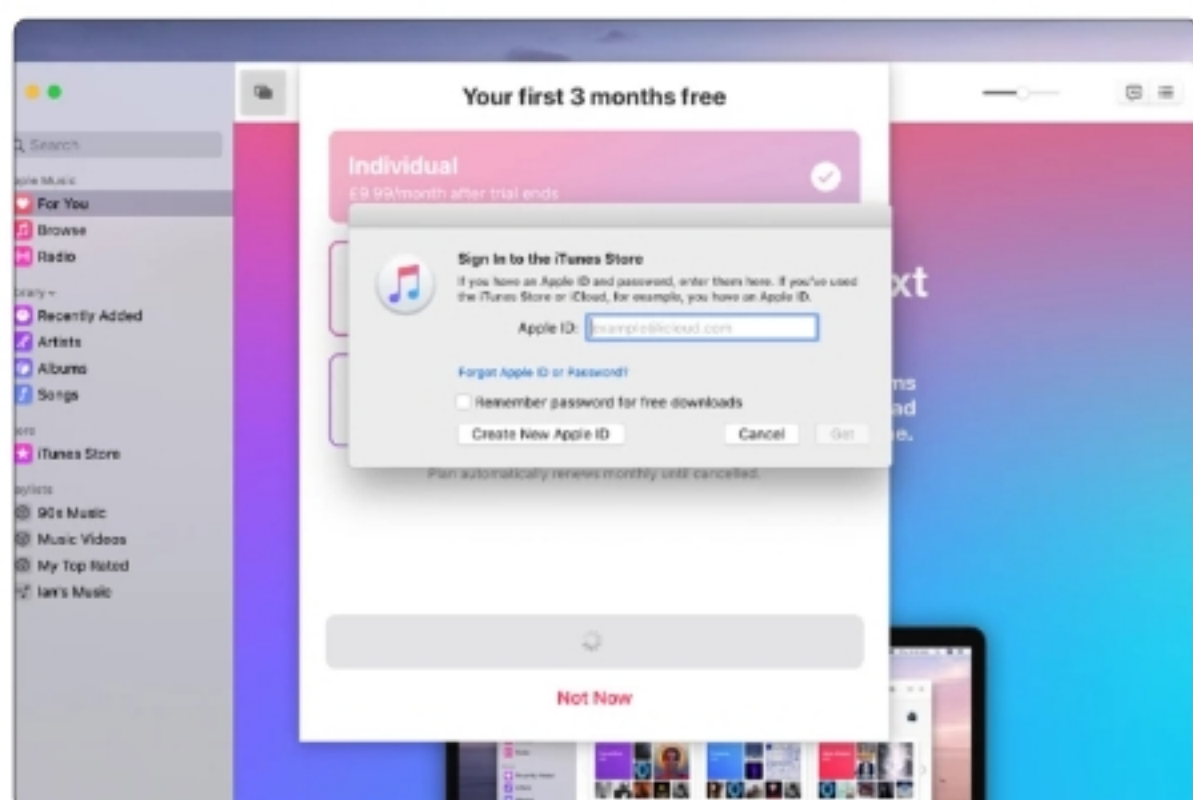 Your first 3 months free
Search
Music
For You
Browse
Radio
Recently Added
Artists
Albums
Songs
iTunes Store
90s Music
Music Videos
My Top Rated
Ian's Music
Individual
£9.99/month after trial ends
Sign In to the iTunes Store
If you have an Apple ID and password, enter them here. If you've used
the iTunes Store or iCloud, for example, you have an Apple ID.
Apple ID: example@icloud.com
Forgot Apple ID or Password?
Remember password for free downloads
Create New Apple ID Cancel Get
Plan automatically renews monthly until cancelled.
Not Now